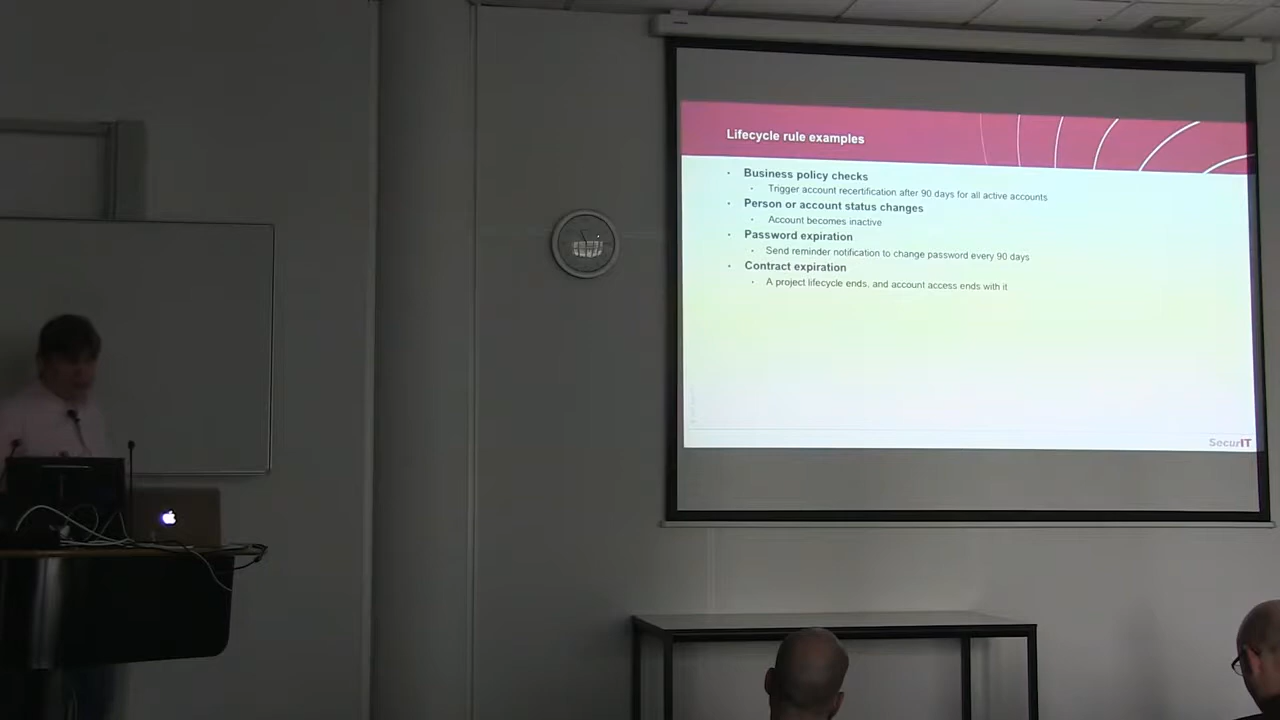 Lifecycle rule examples
Business policy checks
Trigger account recertification after 90 days for all active accounts
Person or account status changes
Account becomes inactive
Password expiration
Send reminder notification to change password every 90 days
Contract expiration
A project lifecycle ends, and account access ends with it
SecurIT